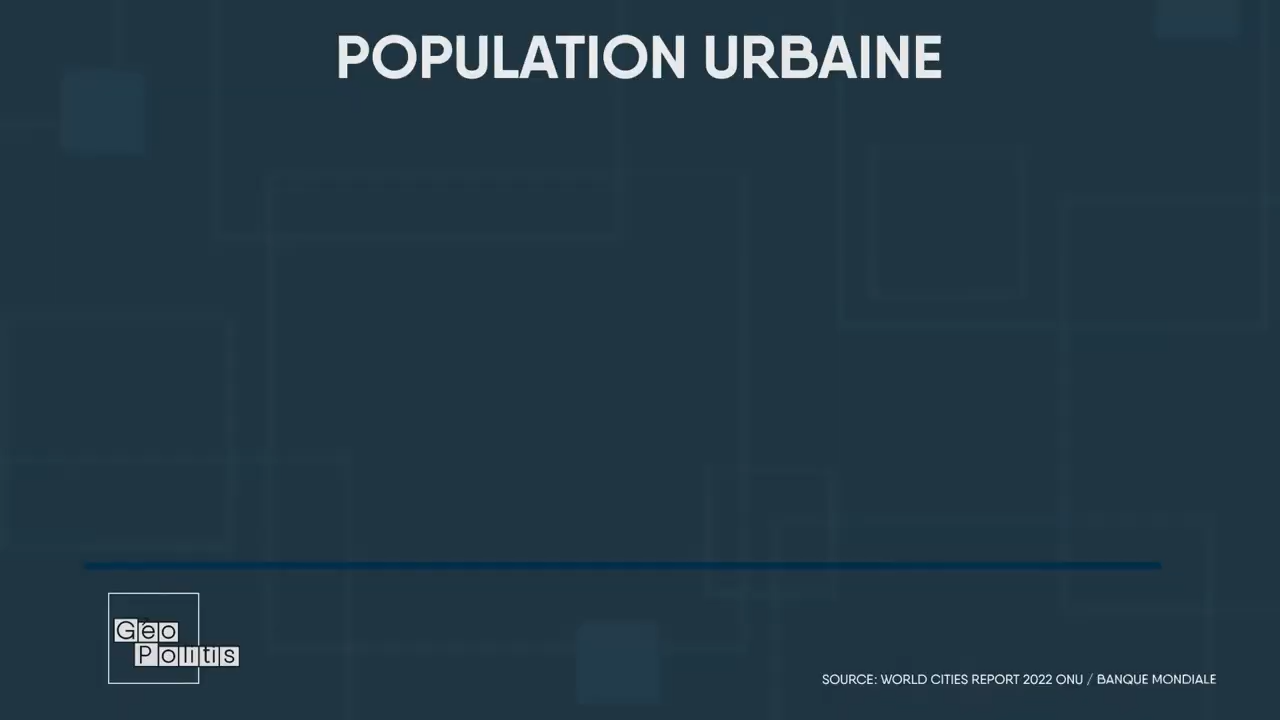 POPULATION URBAINE
Géo
Politis
SOURCE: WORLD CITIES REPORT 2022 ONU / BANQUE MONDIALE